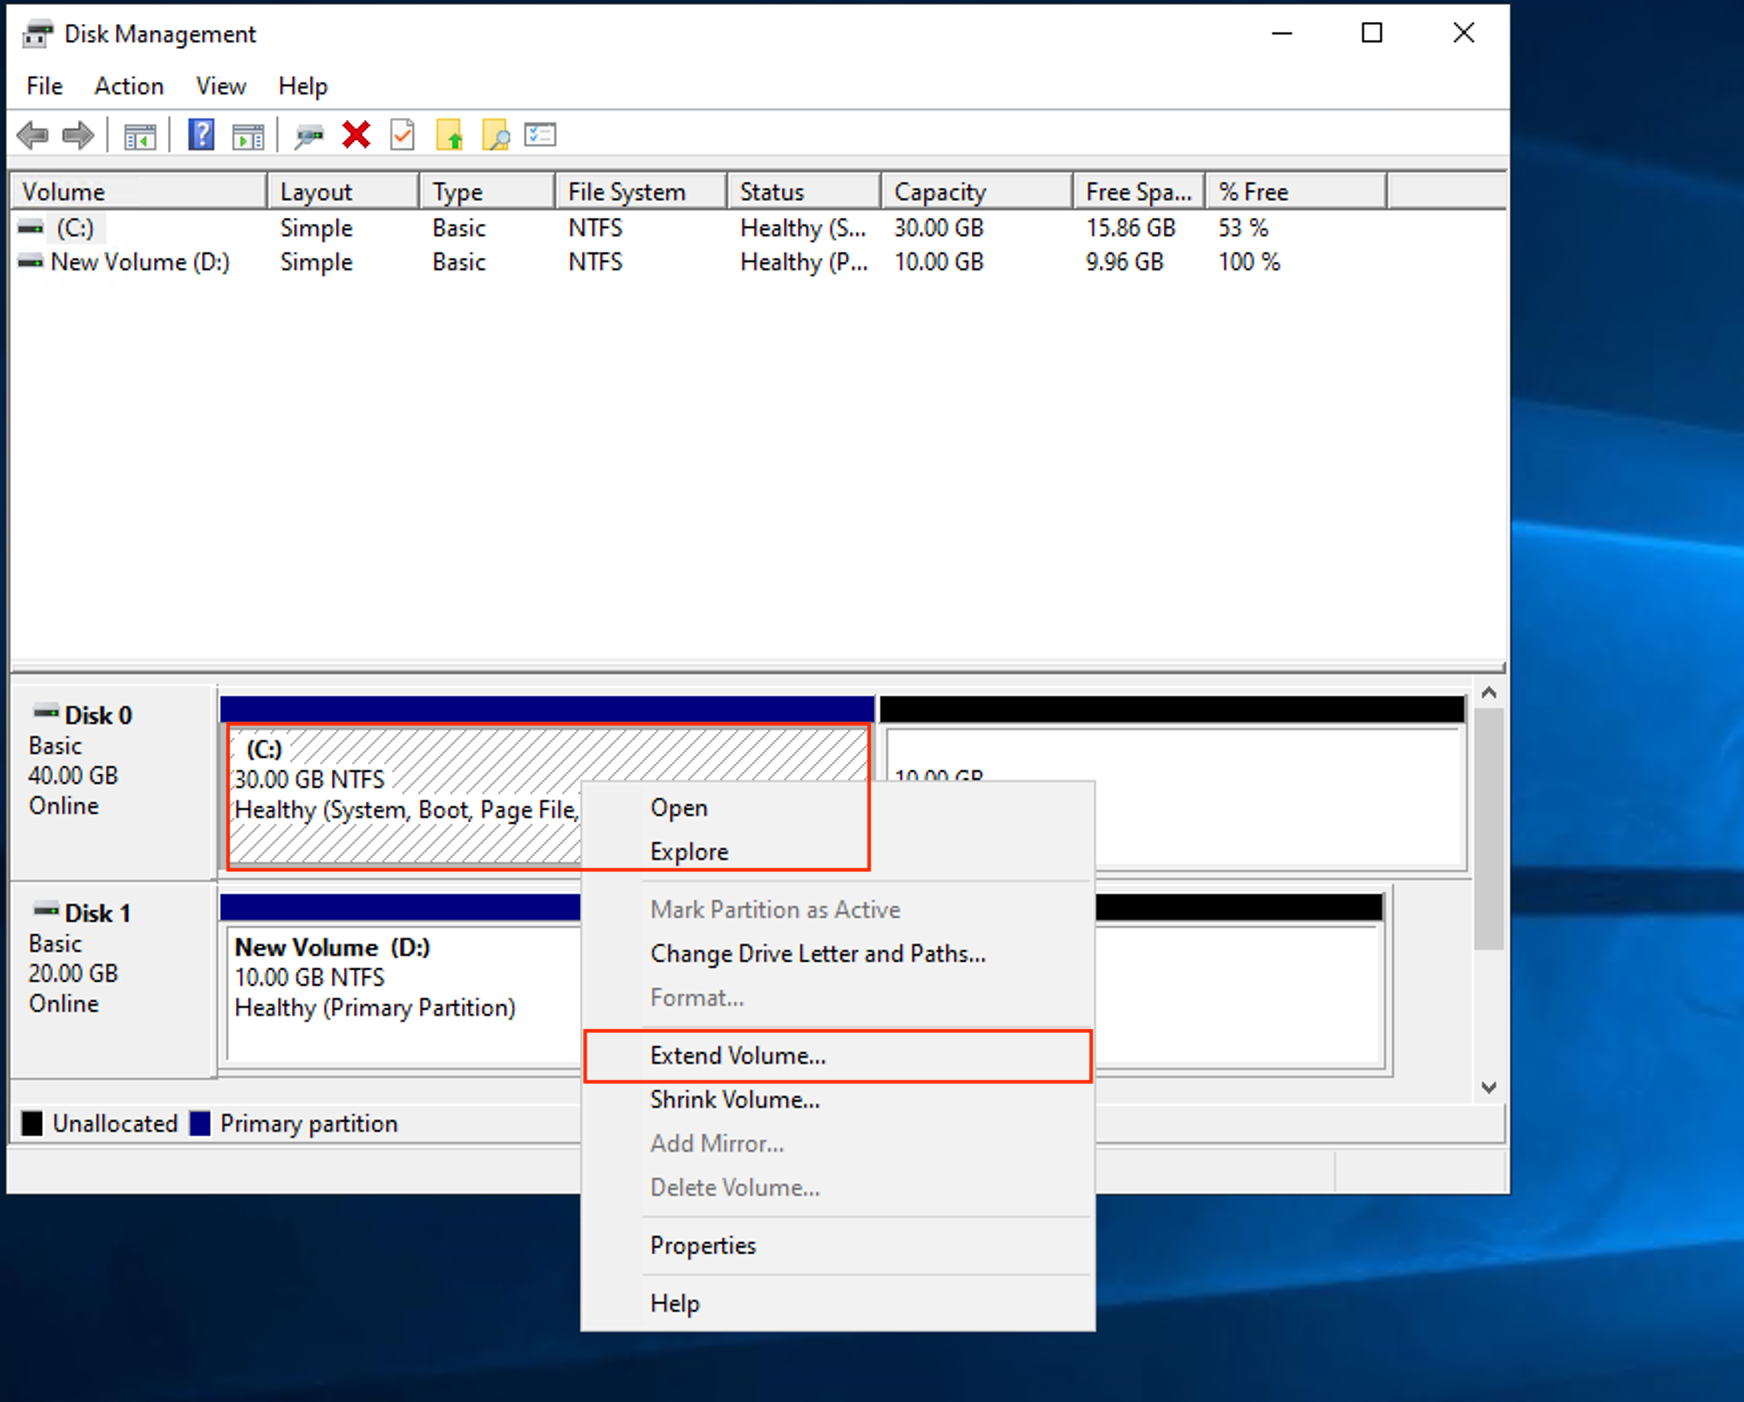 Disk Management
File Action View Help
Volume Layout Type File System Status Capacity Free Spa... % Free
(C:) Simple Basic NTFS Healthy (S... 30.00 GB 15.86 GB 53 %
New Volume (D:) Simple Basic NTFS Healthy (P... 10.00 GB 9.96 GB 100 %
Disk 0
Basic
40.00 GB
Online
(C:)
30.00 GB NTFS
Healthy (System, Boot, Page File,
10.00 GB
Disk 1
Basic
20.00 GB
Online
New Volume (D:)
10.00 GB NTFS
Healthy (Primary Partition)
Unallocated Primary partition
Open
Explore
Mark Partition as Active
Change Drive Letter and Paths...
Format...
Extend Volume...
Shrink Volume...
Add Mirror...
Delete Volume...
Properties
Help